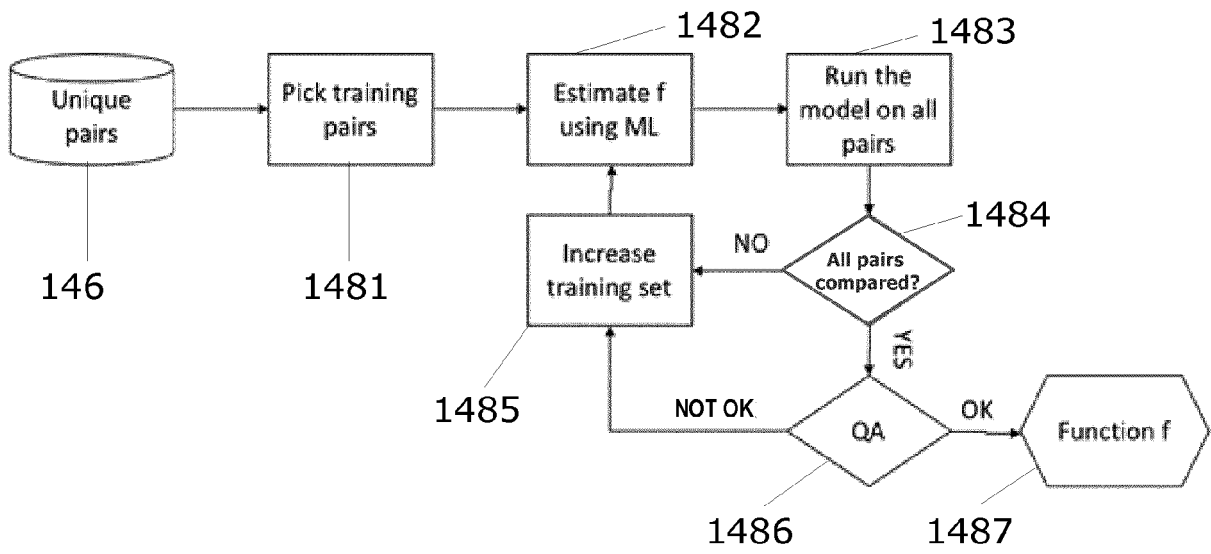 1482
1483
Unique
pairs
Pick training
pairs
Estimate f
using ML
Run the
model on all
pairs
146
1481
1484
Increase
training set
NO
All pairs
compared?
YES
1485
NOT OK
QA
OK
Function f
1486
1487